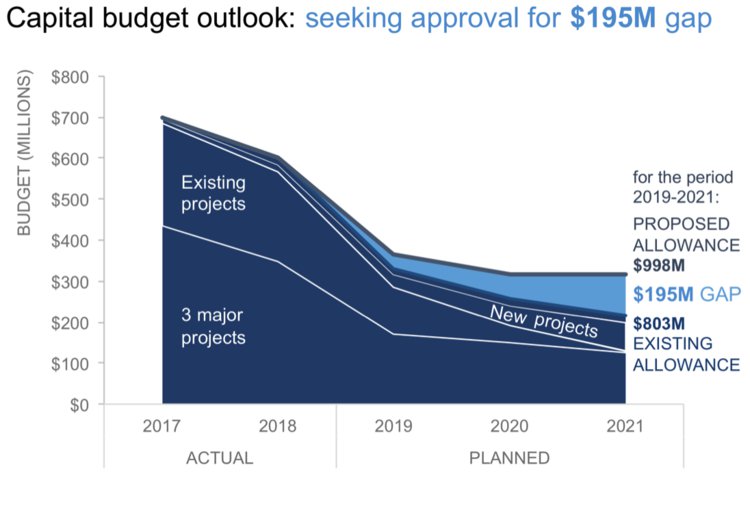 Capital budget outlook: seeking approval for $195M gap
BUDGET (MILLIONS)
$800
$700
$600
$500
$400
$300
$200
$100
$0
Existing
projects
3 major
projects
New projects
for the period
2019-2021:
PROPOSED
ALLOWANCE
$998M
$195M GAP
$803M
EXISTING
ALLOWANCE
2017 2018 2019 2020 2021
ACTUAL PLANNED